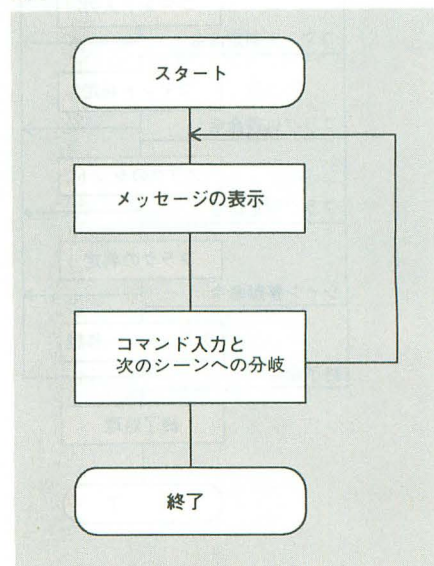 スタート
メッセージの表示
コマンド入力と
次のシーンへの分岐
終了